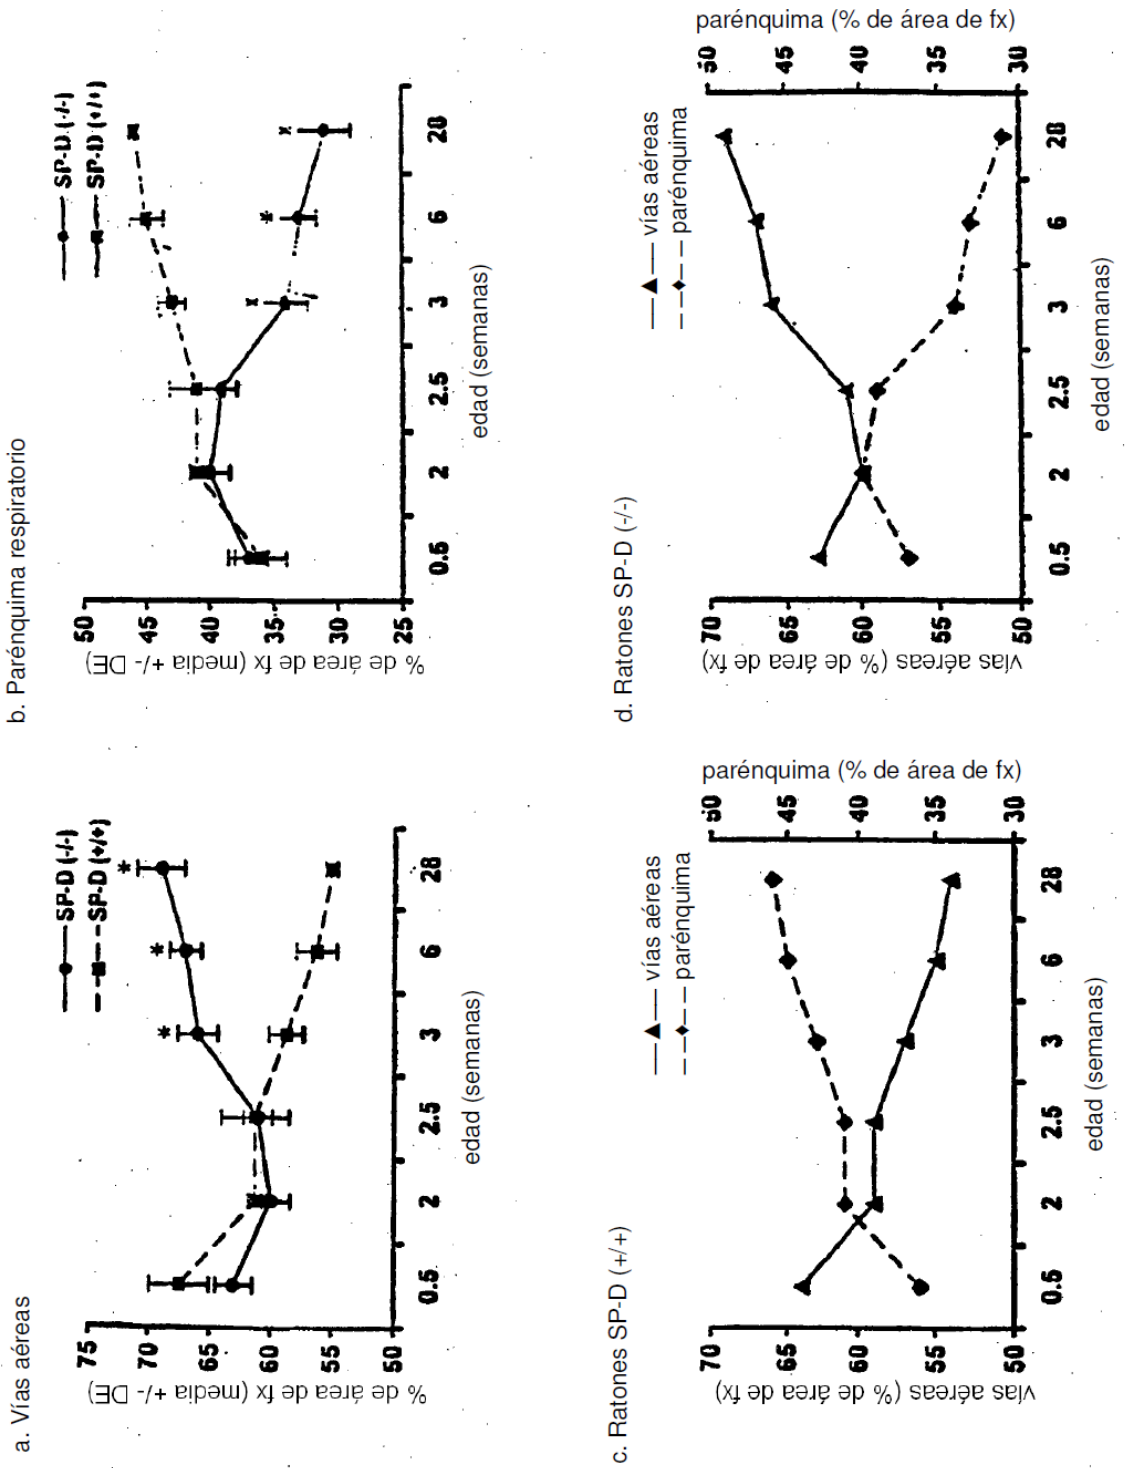 a. Vías aéreas
SP-D (-/-)
SP-D (+/+)
% de área de fx (media +/- DE)
75
70
65
60
55
50
0.5
2
2.5
3
6
28
edad (semanas)
b. Parénquima respiratorio
SP-D (-/-)
SP-D (+/+)
% de área de fx (media +/- DE)
50
45
40
35
30
25
0.5
2
2.5
3
6
28
edad (semanas)
c. Ratones SP-D (+/+)
vías aéreas
parénquima
vías aéreas (% de área de fx)
70
65
60
55
50
parénquima (% de área de fx)
50
45
40
35
30
0.5
2
2.5
3
6
28
edad (semanas)
d. Ratones SP-D (-/-)
vías aéreas
parénquima
vías aéreas (% de área de fx)
70
65
60
55
50
parénquima (% de área de fx)
50
45
40
35
30
0.5
2
2.5
3
6
28
edad (semanas)